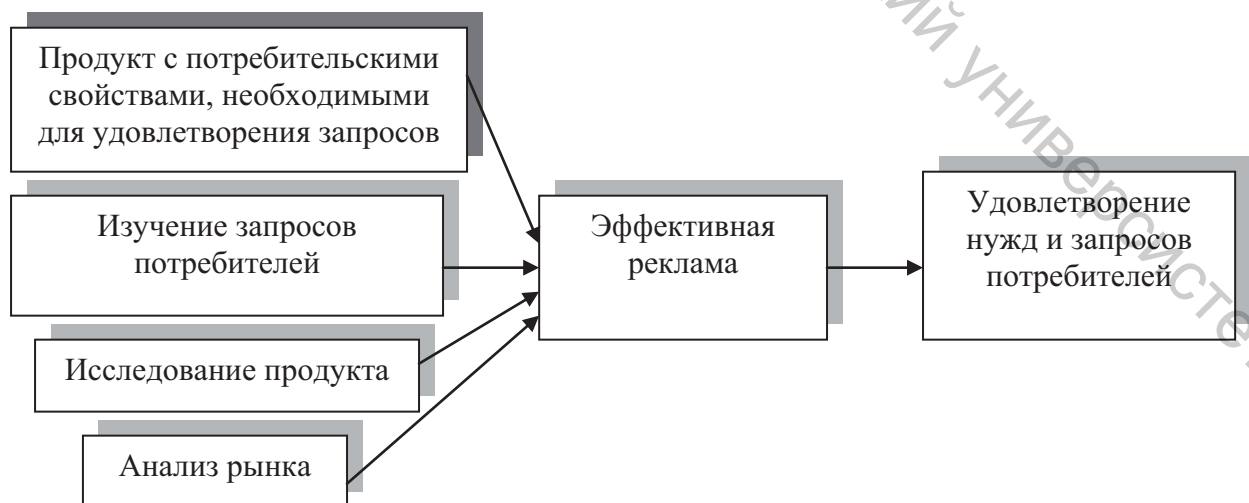 Продукт с потребительскими
свойствами, необходимыми
для удовлетворения запросов
Изучение запросов
потребителей
Исследование продукта
Анализ рынка
Эффективная
реклама
Удовлетворение
нужд и запросов
потребителей